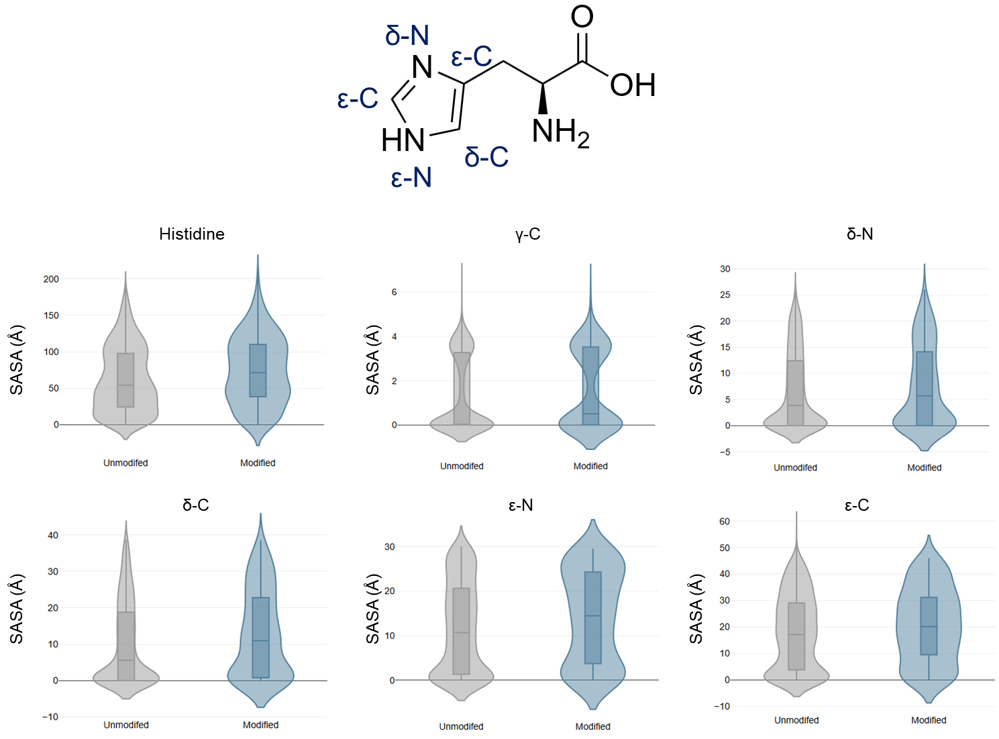 O
δ-N
N
ε-C
OH
ε-C
HN
NH2
δ-C
ε-N
Histidine
SASA (Å)
200
150
100
50
0
Unmodifed
Modified
γ-C
SASA (Å)
6
4
2
0
Unmodifed
Modified
δ-N
SASA (Å)
30
25
20
15
10
5
0
−5
Unmodifed
Modified
δ-C
SASA (Å)
40
30
20
10
0
−10
Unmodifed
Modified
ε-N
SASA (Å)
30
20
10
0
Unmodifed
Modified
ε-C
SASA (Å)
60
50
40
30
20
10
0
−10
Unmodifed
Modified